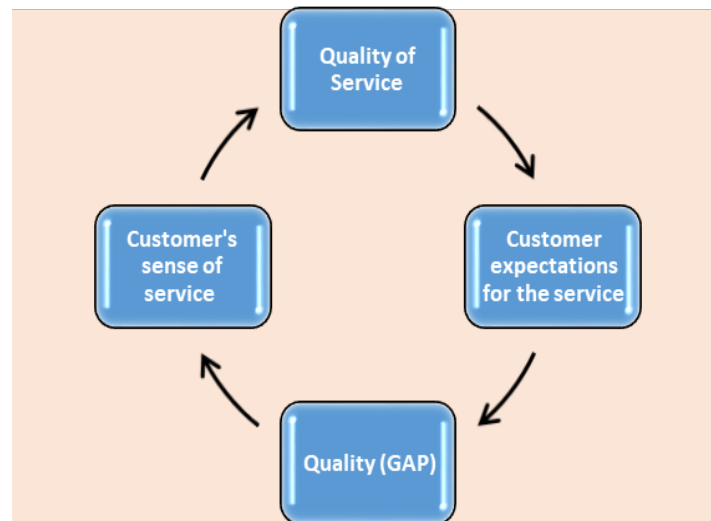 Quality of
Service
Customer's
sense of
service
Customer
expectations
for the service
Quality (GAP)